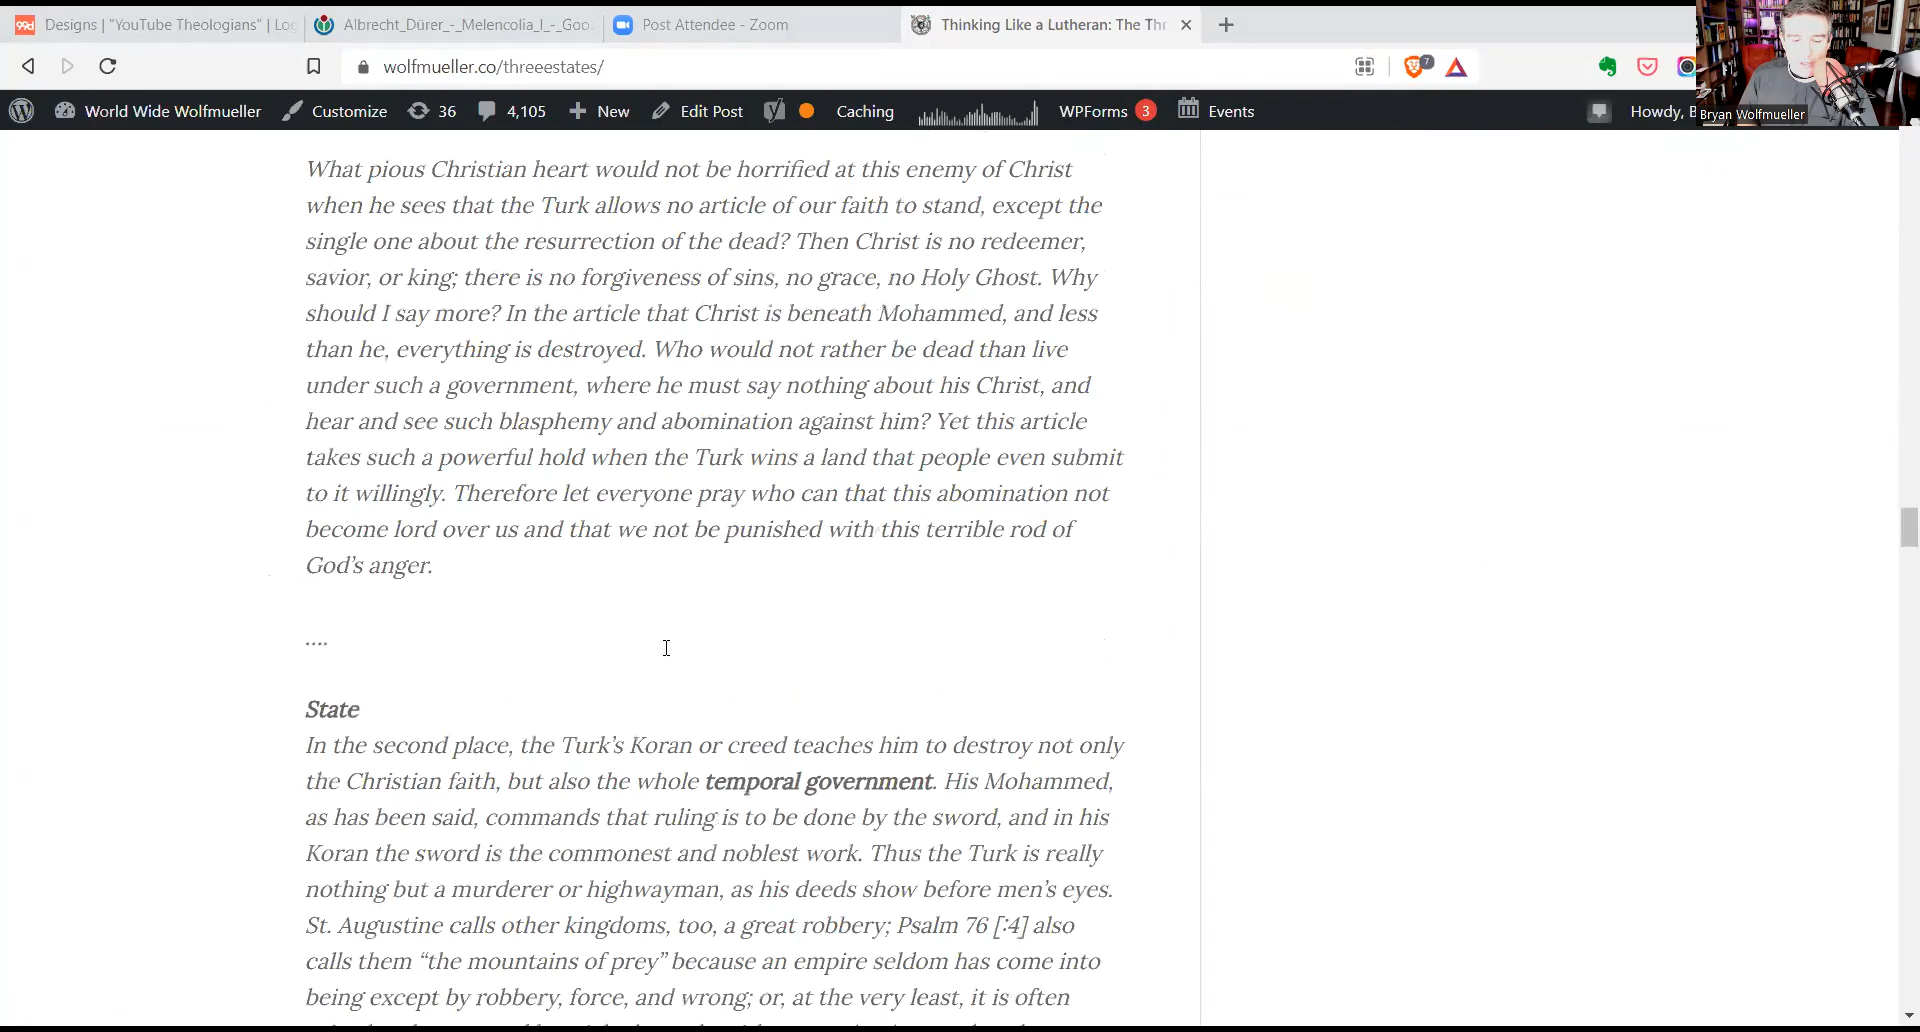 Designs | "YouTube Theologians" | Log
Albrecht_Dürer_-_Melencolia_I_-_Goo
Post Attendee - Zoom
Thinking Like a Lutheran: The Thr
wolfmueller.co/threeestates/
7
World Wide Wolfmueller
Customize
36
4,105
New
Edit Post
Caching
WPForms 3
Events
Howdy, B
Bryan Wolfmueller
What pious Christian heart would not be horrified at this enemy of Christ
when he sees that the Turk allows no article of our faith to stand, except the
single one about the resurrection of the dead? Then Christ is no redeemer,
savior, or king; there is no forgiveness of sins, no grace, no Holy Ghost. Why
should I say more? In the article that Christ is beneath Mohammed, and less
than he, everything is destroyed. Who would not rather be dead than live
under such a government, where he must say nothing about his Christ, and
hear and see such blasphemy and abomination against him? Yet this article
takes such a powerful hold when the Turk wins a land that people even submit
to it willingly. Therefore let everyone pray who can that this abomination not
become lord over us and that we not be punished with this terrible rod of
God's anger.
....
State
In the second place, the Turk's Koran or creed teaches him to destroy not only
the Christian faith, but also the whole temporal government. His Mohammed,
as has been said, commands that ruling is to be done by the sword, and in his
Koran the sword is the commonest and noblest work. Thus the Turk is really
nothing but a murderer or highwayman, as his deeds show before men's eyes.
St. Augustine calls other kingdoms, too, a great robbery; Psalm 76 [:4] also
calls them “the mountains of prey” because an empire seldom has come into
being except by robbery, force, and wrong; or, at the very least, it is often